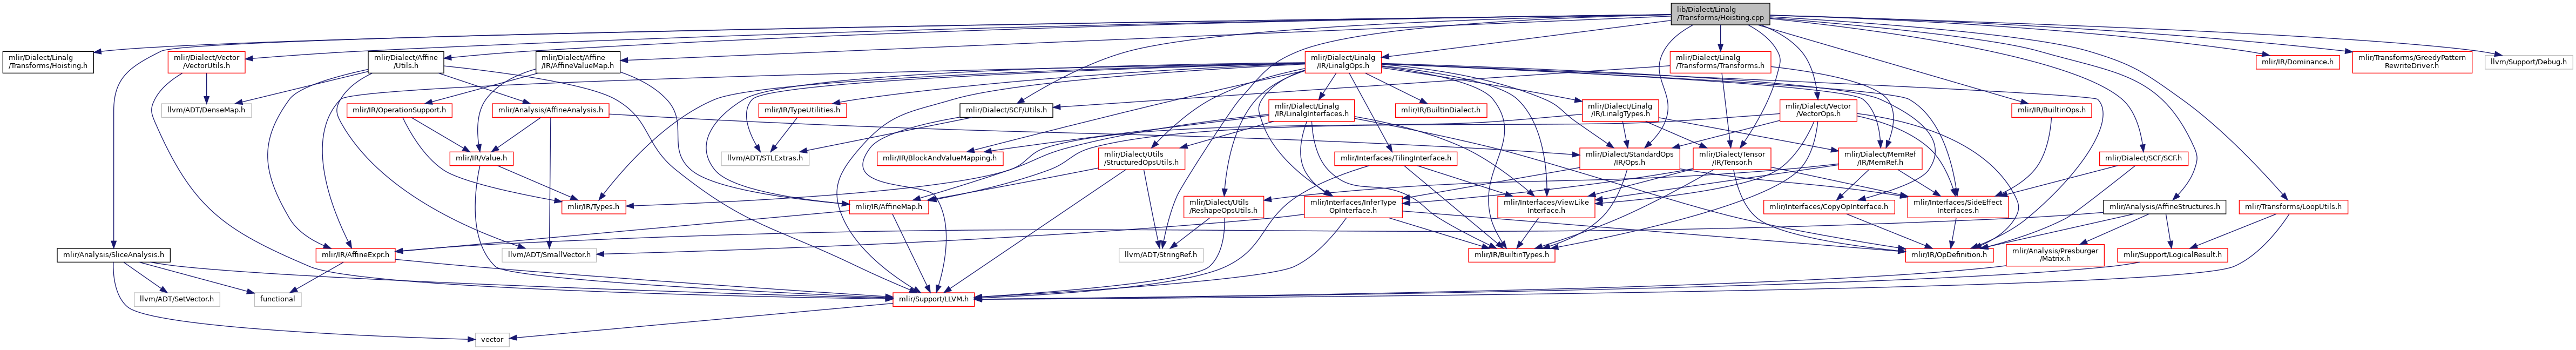 lib/Dialect/Linalg
/Transforms/Hoisting.cpp
mlir/Dialect/Linalg
/Transforms/Hoisting.h
mlir/Dialect/Vector
/VectorUtils.h
mlir/Dialect/Affine
/Utils.h
mlir/Dialect/Affine
/IR/AffineValueMap.h
mlir/Dialect/Linalg
/IR/LinalgOps.h
mlir/Dialect/Linalg
/Transforms/Transforms.h
mlir/IR/Dominance.h
mlir/Transforms/GreedyPattern
RewriteDriver.h
llvm/Support/Debug.h
llvm/ADT/DenseMap.h
mlir/IR/OperationSupport.h
mlir/Analysis/AffineAnalysis.h
mlir/IR/TypeUtilities.h
mlir/Dialect/SCF/Utils.h
mlir/Dialect/Linalg
/IR/LinalgInterfaces.h
mlir/IR/BuiltinDialect.h
mlir/Dialect/Linalg
/IR/LinalgTypes.h
mlir/Dialect/Vector
/VectorOps.h
mlir/IR/BuiltinOps.h
mlir/IR/Value.h
llvm/ADT/STLExtras.h
mlir/IR/BlockAndValueMapping.h
mlir/Dialect/Utils
/StructuredOpsUtils.h
mlir/Interfaces/TilingInterface.h
mlir/Dialect/StandardOps
/IR/Ops.h
mlir/Dialect/Tensor
/IR/Tensor.h
mlir/Dialect/MemRef
/IR/MemRef.h
mlir/Dialect/SCF/SCF.h
mlir/IR/Types.h
mlir/IR/AffineMap.h
mlir/Dialect/Utils
/ReshapeOpsUtils.h
mlir/Interfaces/InferType
OpInterface.h
mlir/Interfaces/ViewLike
Interface.h
mlir/Interfaces/CopyOpInterface.h
mlir/Interfaces/SideEffect
Interfaces.h
mlir/Analysis/AffineStructures.h
mlir/Transforms/LoopUtils.h
mlir/Analysis/SliceAnalysis.h
mlir/IR/AffineExpr.h
llvm/ADT/SmallVector.h
llvm/ADT/StringRef.h
mlir/IR/BuiltinTypes.h
mlir/IR/OpDefinition.h
mlir/Analysis/Presburger
/Matrix.h
mlir/Support/LogicalResult.h
llvm/ADT/SetVector.h
functional
mlir/Support/LLVM.h
vector